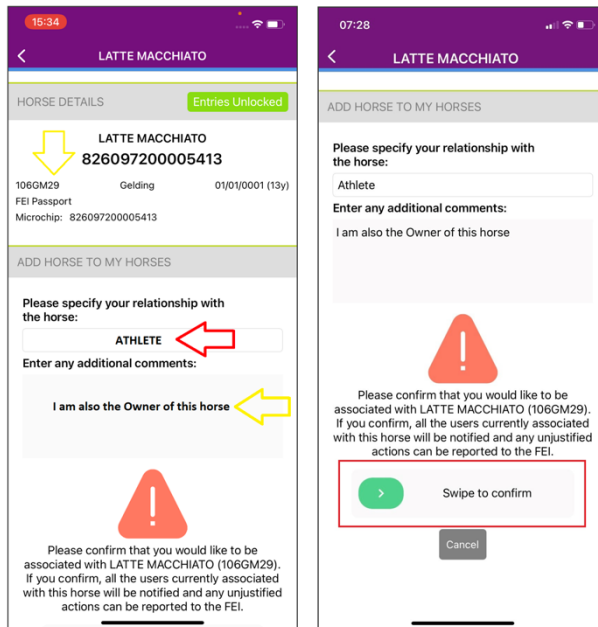 15:34
LATTE MACCHIATO
HORSE DETAILS
Entries Unlocked
LATTE MACCHIATO
826097200005413
106GM29
Gelding
01/01/0001 (13y)
FEI Passport
Microchip: 826097200005413
ADD HORSE TO MY HORSES
Please specify your relationship with
the horse:
ATHLETE
Enter any additional comments:
I am also the Owner of this horse
Please confirm that you would like to be
associated with LATTE MACCHIATO (106GM29).
If you confirm, all the users currently associated
with this horse will be notified and any unjustified
actions can be reported to the FEI.
07:28
LATTE MACCHIATO
ADD HORSE TO MY HORSES
Please specify your relationship with
the horse:
Athlete
Enter any additional comments:
I am also the Owner of this horse
Please confirm that you would like to be
associated with LATTE MACCHIATO (106GM29).
If you confirm, all the users currently associated
with this horse will be notified and any unjustified
actions can be reported to the FEI.
Swipe to confirm
Cancel